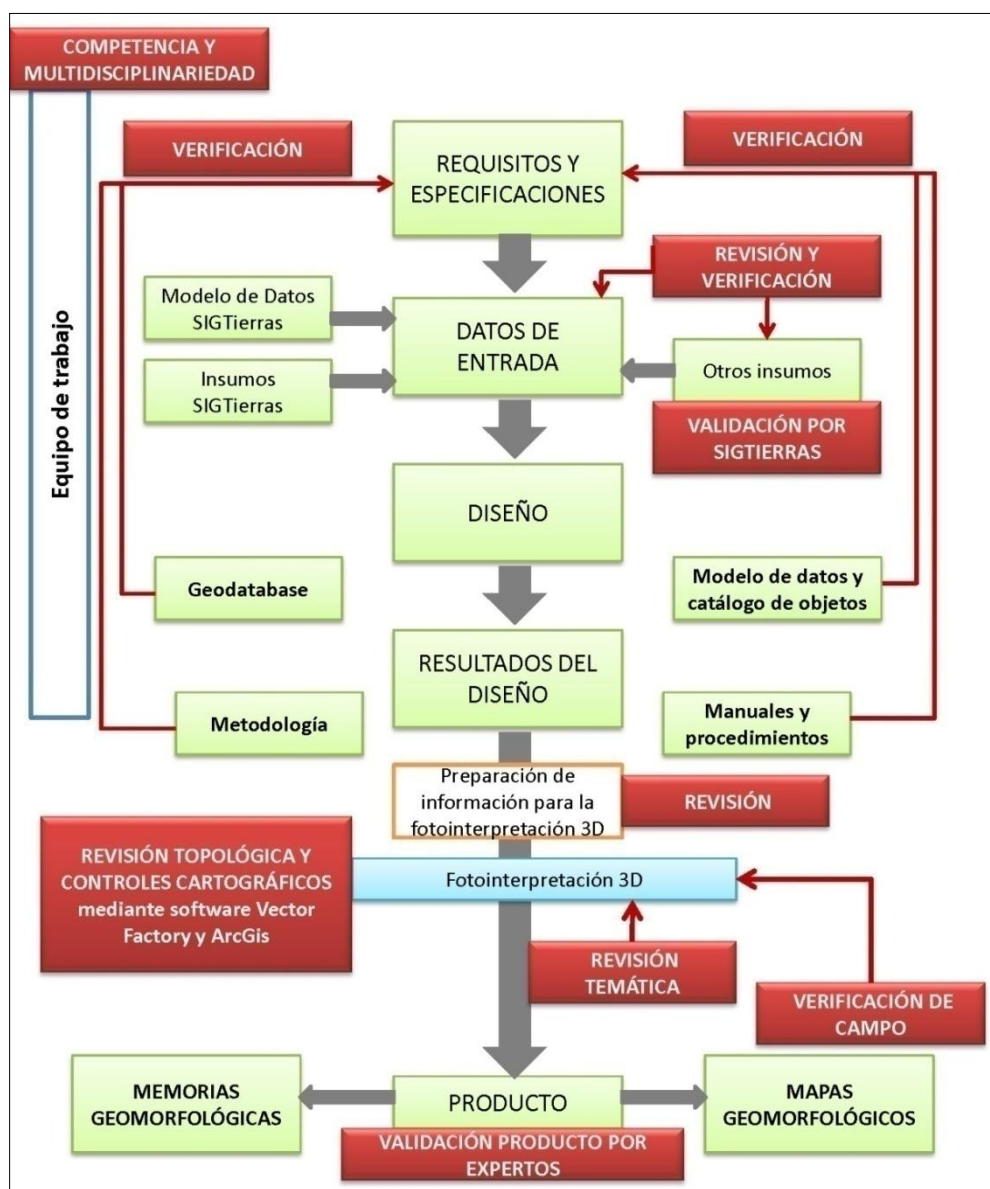 COMPETENCIA Y
MULTIDISCIPLINARIEDAD
Equipo de trabajo
VERIFICACIÓN
REQUISITOS Y
ESPECIFICACIONES
VERIFICACIÓN
REVISIÓN Y
VERIFICACIÓN
Modelo de Datos
SIGTierras
DATOS DE
ENTRADA
Insumos
SIGTierras
Otros insumos
VALIDACIÓN POR
SIGTIERRAS
DISEÑO
Geodatabase
Modelo de datos y
catálogo de objetos
RESULTADOS DEL
DISEÑO
Metodología
Manuales y
procedimientos
Preparación de
información para la
fotointerpretación 3D
REVISIÓN
REVISIÓN TOPOLÓGICA Y
CONTROLES CARTOGRÁFICOS
mediante software Vector
Factory y ArcGis
Fotointerpretación 3D
REVISIÓN
TEMÁTICA
VERIFICACIÓN DE
CAMPO
MEMORIAS
GEOMORFOLÓGICAS
PRODUCTO
VALIDACIÓN PRODUCTO POR
EXPERTOS
MAPAS
GEOMORFOLÓGICOS